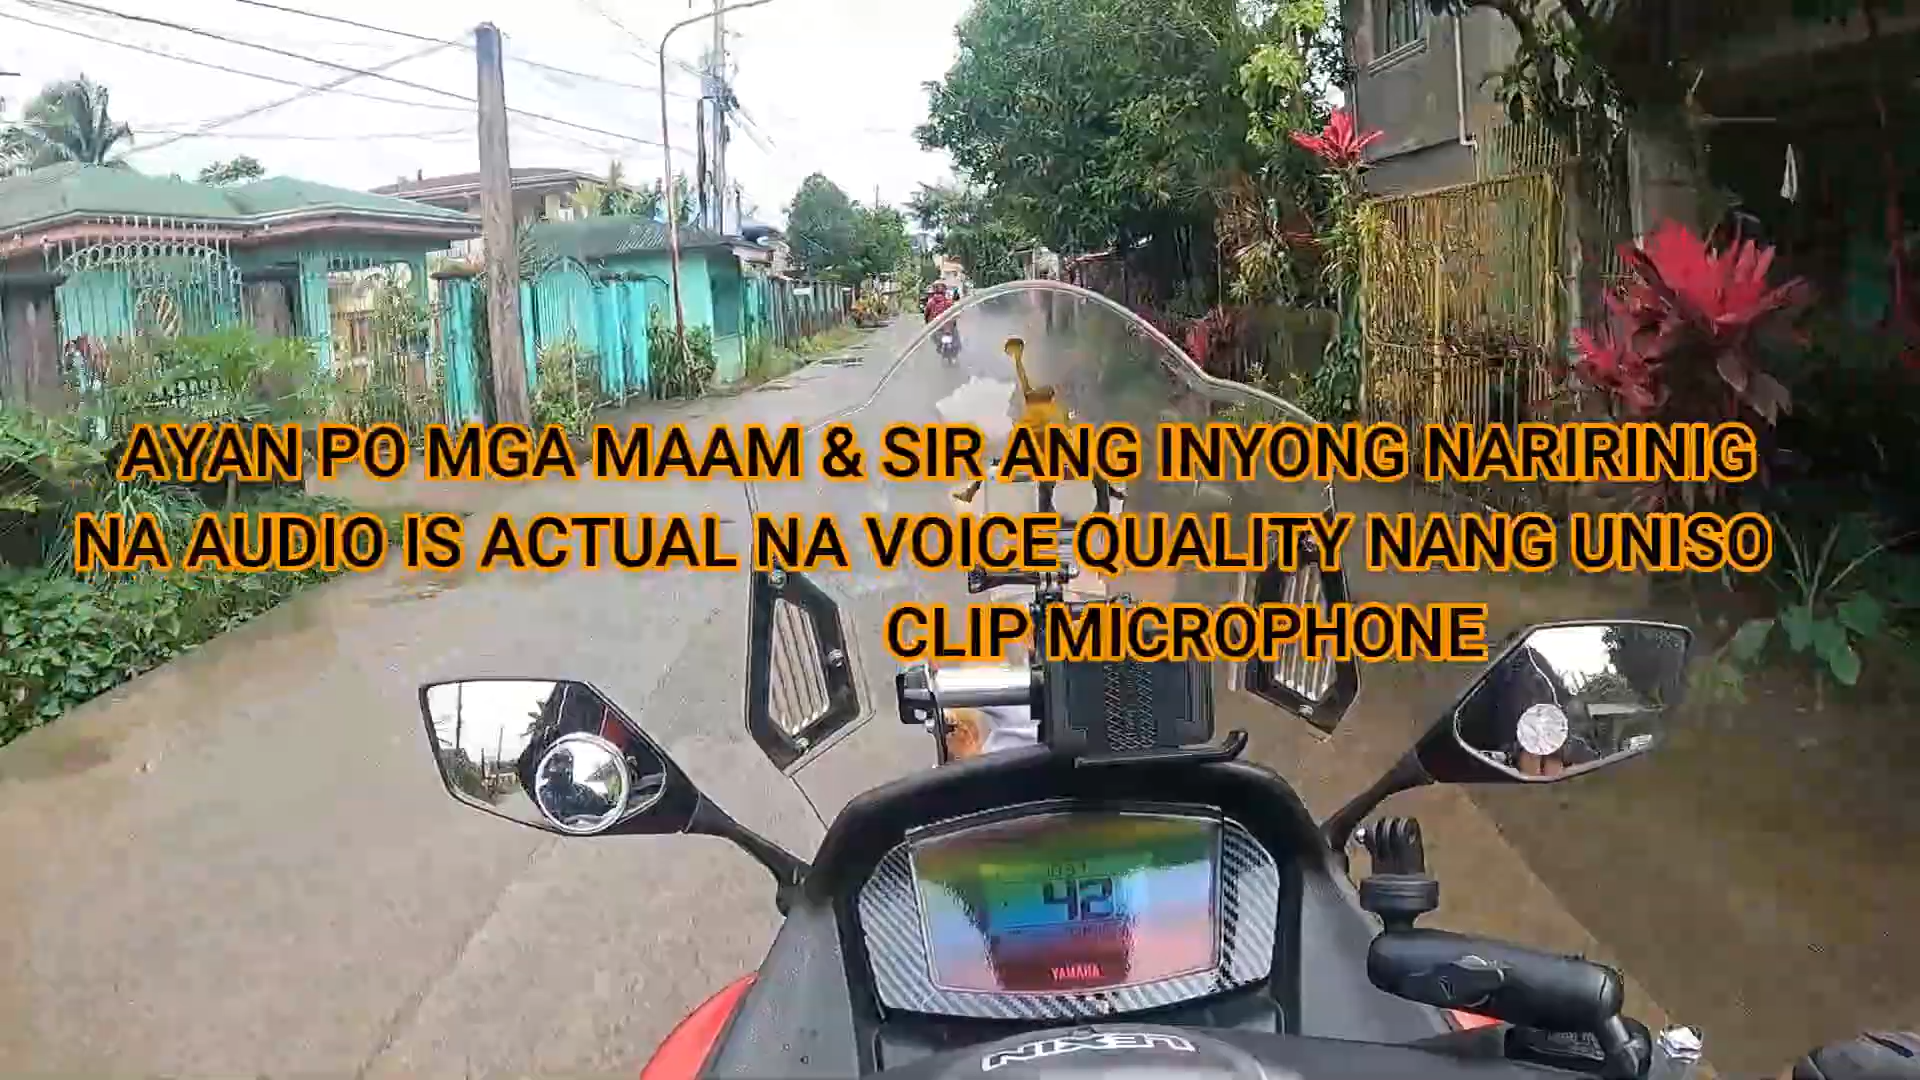 AYAN PO MGA MAAM & SIR ANG INYONG NARIRINIG
NA AUDIO IS ACTUAL NA VOICE QUALITY NANG UNISO
CLIP MICROPHONE
42
YAMAHA
LEXIN